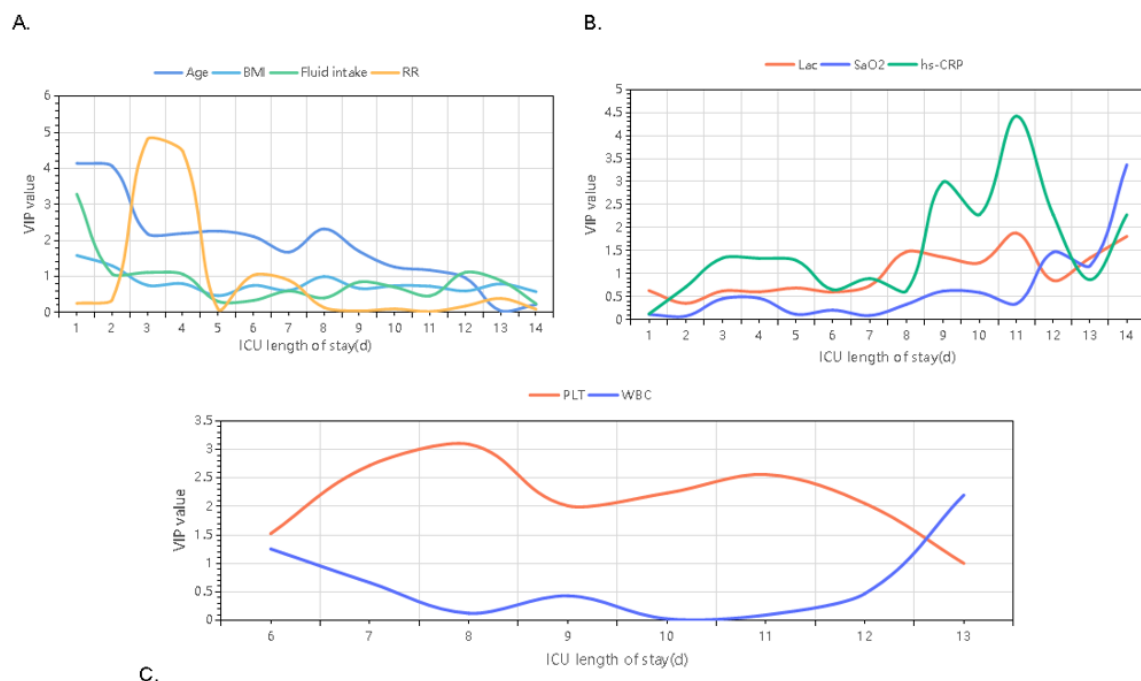 A.
B.
Age BMI Fluid intake RR
Lac SaO2 hs-CRP
VIP value
6
5
4
3
2
1
0
1 2 3 4 5 6 7 8 9 10 11 12 13 14
ICU length of stay(d)
VIP value
5
4.5
4
3.5
3
2.5
2
1.5
1
0.5
0
1 2 3 4 5 6 7 8 9 10 11 12 13 14
ICU length of stay(d)
PLT WBC
VIP value
3.5
3
2.5
2
1.5
1
0.5
0
6 7 8 9 10 11 12 13
ICU length of stay(d)
C.